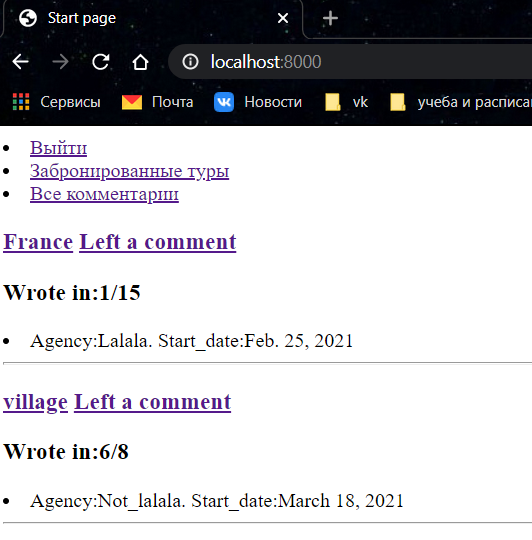 Start page
localhost:8000
Сервисы Почта Новости vk учеба и расписа
Выйти
Забронированные туры
Все комментарии
France Left a comment
Wrote in:1/15
Agency:Lalala. Start_date:Feb. 25, 2021
village Left a comment
Wrote in:6/8
Agency:Not_lalala. Start_date:March 18, 2021